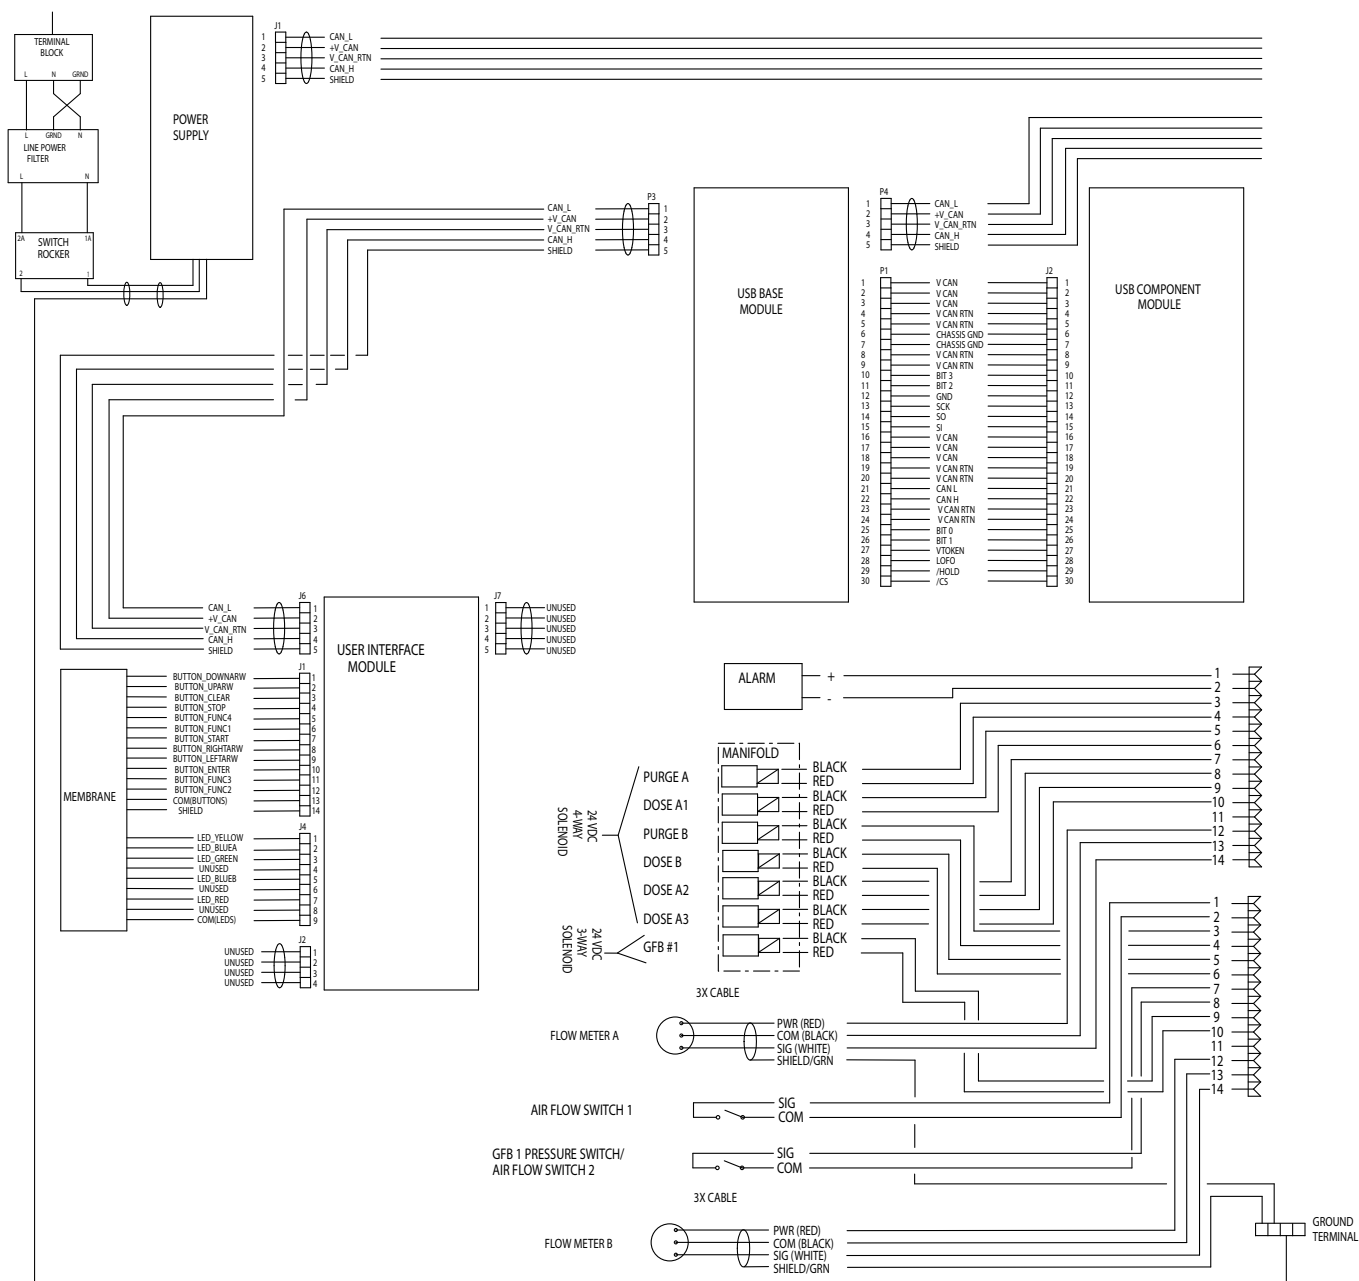 TERMINAL
BLOCK
L N GRND
L GRND N
LINE POWER
FILTER
L N
2A 1A
SWITCH
ROCKER
2 1
POWER
SUPPLY
J1
1 CAN_L
2 +V_CAN
3 V_CAN_RTN
4 CAN_H
5 SHIELD
P3
CAN_L 1
+V_CAN 2
V_CAN_RTN 3
CAN_H 4
SHIELD 5
USB BASE
MODULE
P4
1 CAN_L
2 +V_CAN
3 V_CAN_RTN
4 CAN_H
5 SHIELD
USB COMPONENT
MODULE
P1 J2
1 V CAN 1
2 V CAN 2
3 V CAN 3
4 V CAN RTN 4
5 V CAN RTN 5
6 CHASSIS GND 6
7 CHASSIS GND 7
8 V CAN RTN 8
9 V CAN RTN 9
10 BIT 3 10
11 BIT 2 11
12 GND 12
13 SCK 13
14 SO 14
15 SI 15
16 V CAN 16
17 V CAN 17
18 V CAN 18
19 V CAN RTN 19
20 V CAN RTN 20
21 CAN L 21
22 CAN H 22
23 V CAN RTN 23
24 V CAN RTN 24
25 BIT 0 25
26 BIT 1 26
27 VTOKEN 27
28 LOFO 28
29 /HOLD 29
30 /CS 30
J6
CAN_L 1
+V_CAN 2
V_CAN_RTN 3
CAN_H 4
SHIELD 5
USER INTERFACE
MODULE
J7
1 UNUSED
2 UNUSED
3 UNUSED
4 UNUSED
5 UNUSED
MEMBRANE
J1
BUTTON_DOWNARW 1
BUTTON_UPARW 2
BUTTON_CLEAR 3
BUTTON_STOP 4
BUTTON_FUNC4 5
BUTTON_FUNC1 6
BUTTON_START 7
BUTTON_RIGHTARW 8
BUTTON_LEFTARW 9
BUTTON_ENTER 10
BUTTON_FUNC3 11
BUTTON_FUNC2 12
COM(BUTTONS) 13
SHIELD 14
J4
LED_YELLOW 1
LED_BLUEA 2
LED_GREEN 3
UNUSED 4
LED_BLUEB 5
UNUSED 6
LED_RED 7
UNUSED 8
COM(LEDS) 9
J2
UNUSED 1
UNUSED 2
UNUSED 3
UNUSED 4
ALARM
+
-
MANIFOLD
24 VDC
4-WAY
SOLENOID
PURGE A BLACK
RED
DOSE A1 BLACK
RED
PURGE B BLACK
RED
DOSE B BLACK
RED
DOSE A2 BLACK
RED
DOSE A3 BLACK
RED
24 VDC
3-WAY
SOLENOID
GFB #1 BLACK
RED
1
2
3
4
5
6
7
8
9
10
11
12
13
14
1
2
3
4
5
6
7
8
9
10
11
12
13
14
3X CABLE
FLOW METER A
PWR (RED)
COM (BLACK)
SIG (WHITE)
SHIELD/GRN
AIR FLOW SWITCH 1
SIG
COM
GFB 1 PRESSURE SWITCH/
AIR FLOW SWITCH 2
SIG
COM
3X CABLE
FLOW METER B
PWR (RED)
COM (BLACK)
SIG (WHITE)
SHIELD/GRN
GROUND
TERMINAL